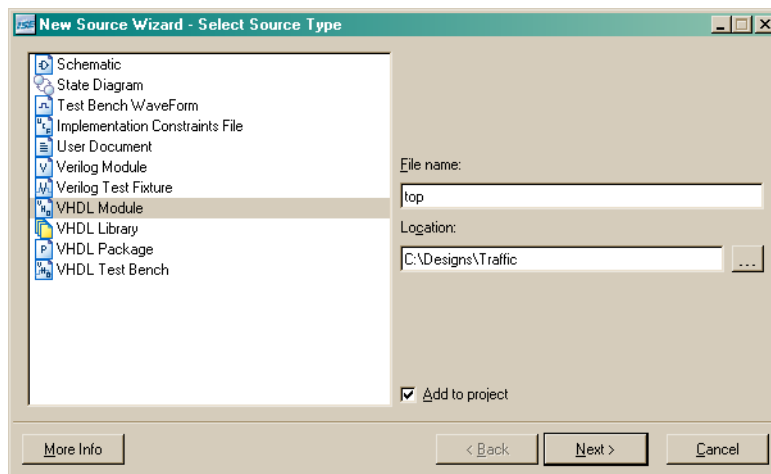 ISE New Source Wizard - Select Source Type
Schematic
State Diagram
Test Bench WaveForm
Implementation Constraints File
User Document
Verilog Module
Verilog Test Fixture
VHDL Module
VHDL Library
VHDL Package
VHDL Test Bench
File name:
top
Location:
C:\Designs\Traffic
...
Add to project
More Info
< Back
Next >
Cancel